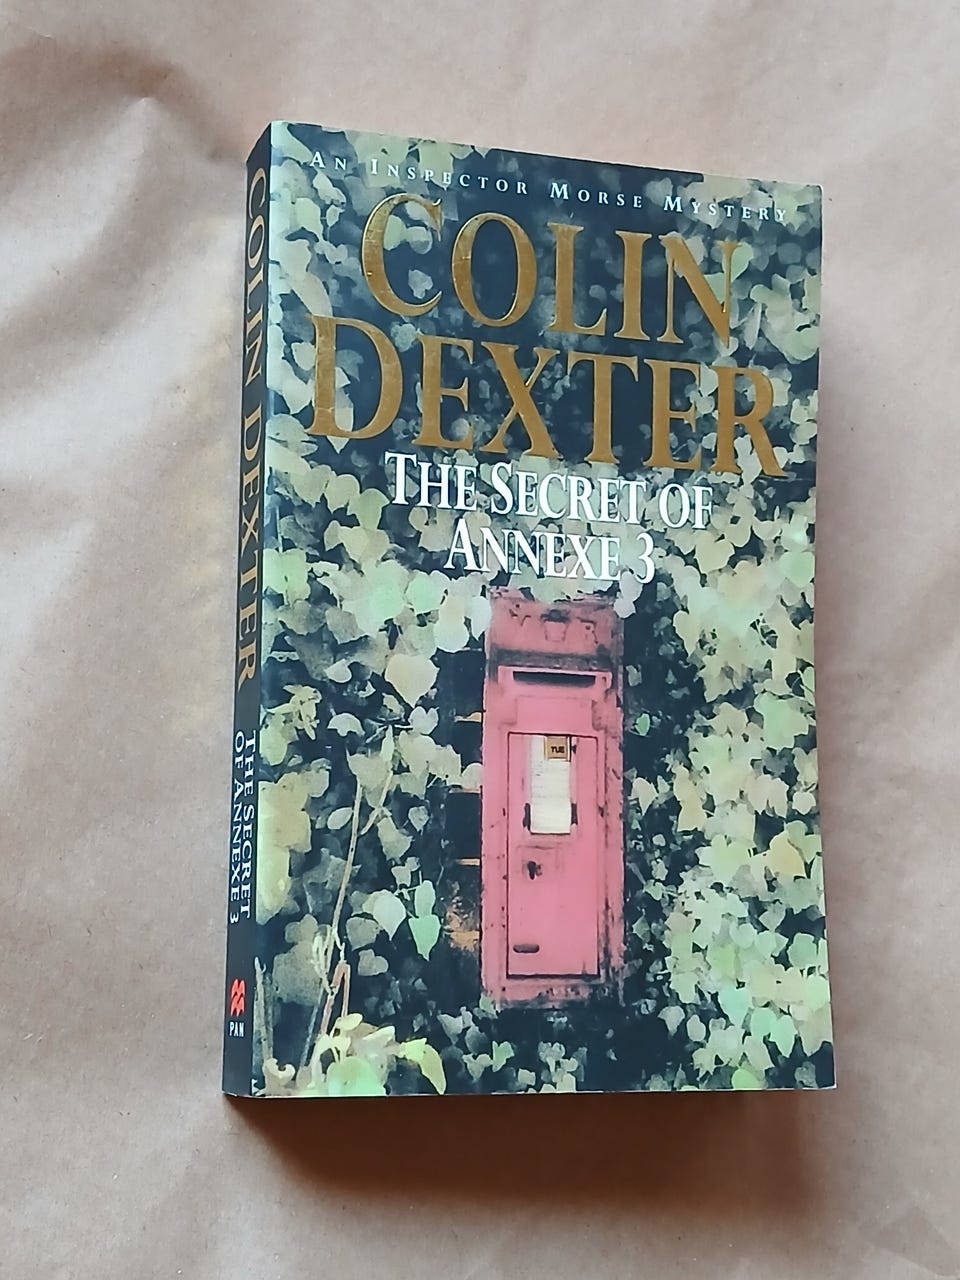 AN INSPECTOR MORSE MYSTERY
COLIN
DEXTER
THE SECRET OF
ANNEXE 3
TUE
COLIN DEXTER
THE SECRET
OF ANNEXE 3
PAN